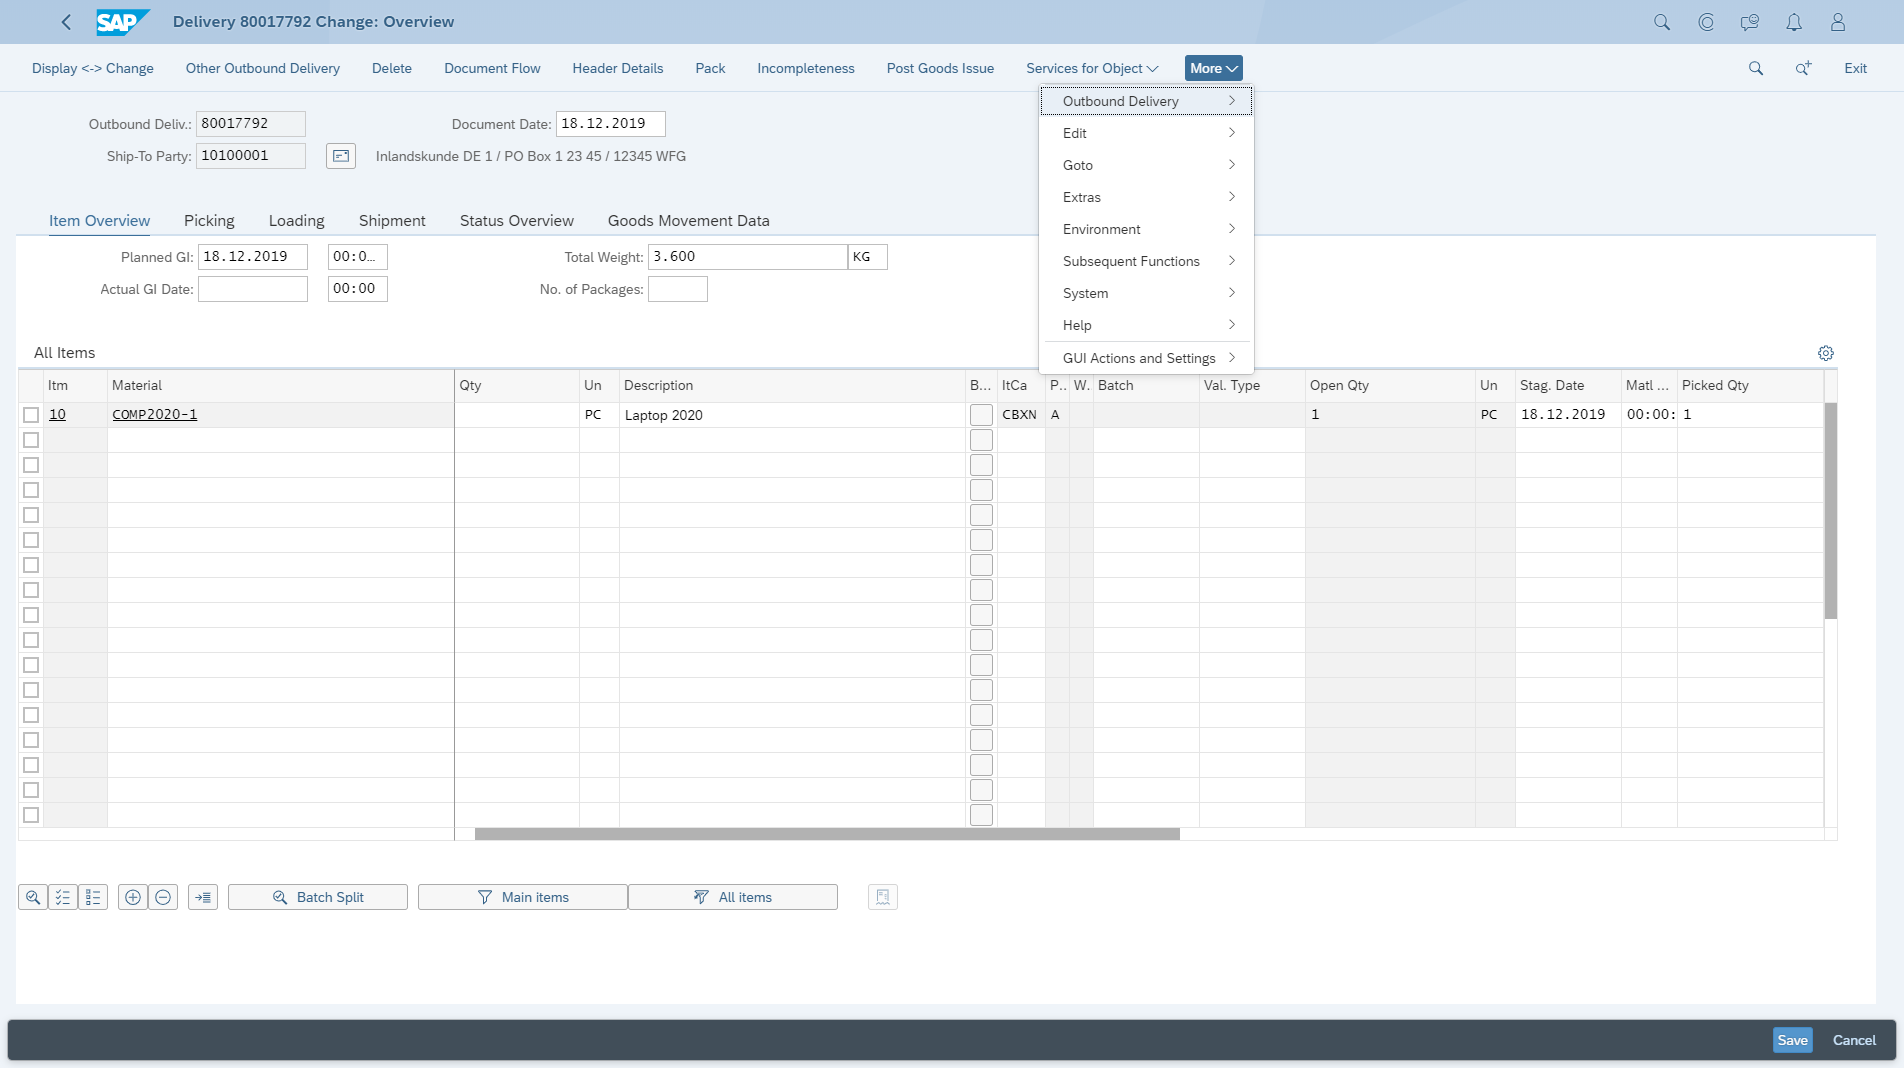 SAP Delivery 80017792 Change: Overview
Display <-> Change Other Outbound Delivery Delete Document Flow Header Details Pack Incompleteness Post Goods Issue Services for Object More Exit
Outbound Deliv.: 80017792 Document Date: 18.12.2019
Ship-To Party: 10100001 Inlandskunde DE 1 / PO Box 1 23 45 / 12345 WFG
Outbound Delivery
Edit
Goto
Extras
Environment
Subsequent Functions
System
Help
GUI Actions and Settings
Item Overview Picking Loading Shipment Status Overview Goods Movement Data
Planned GI: 18.12.2019 00:0... Total Weight: 3.600 KG
Actual GI Date: 00:00 No. of Packages:
All Items
Itm Material Qty Un Description B... ItCa P.. W. Batch Val. Type Open Qty Un Stag. Date Matl ... Picked Qty
10 COMP2020-1 PC Laptop 2020 CBXN A 1 PC 18.12.2019 00:00: 1
Batch Split Main items All items
Save Cancel